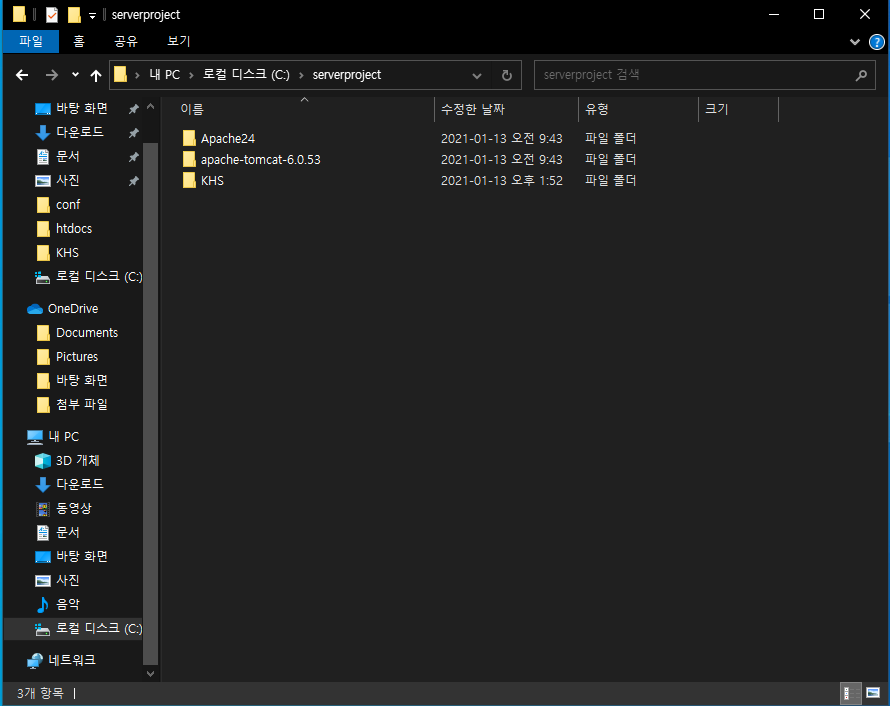 serverproject
파일 홈 공유 보기
내 PC 로컬 디스크 (C:) serverproject serverproject 검색
이름 수정한 날짜 유형 크기
Apache24 2021-01-13 오전 9:43 파일 폴더
apache-tomcat-6.0.53 2021-01-13 오전 9:43 파일 폴더
KHS 2021-01-13 오후 1:52 파일 폴더
바탕 화면
다운로드
문서
사진
conf
htdocs
KHS
로컬 디스크 (C:)
OneDrive
Documents
Pictures
바탕 화면
첨부 파일
내 PC
3D 개체
다운로드
동영상
문서
바탕 화면
사진
음악
로컬 디스크 (C:)
네트워크
3개 항목